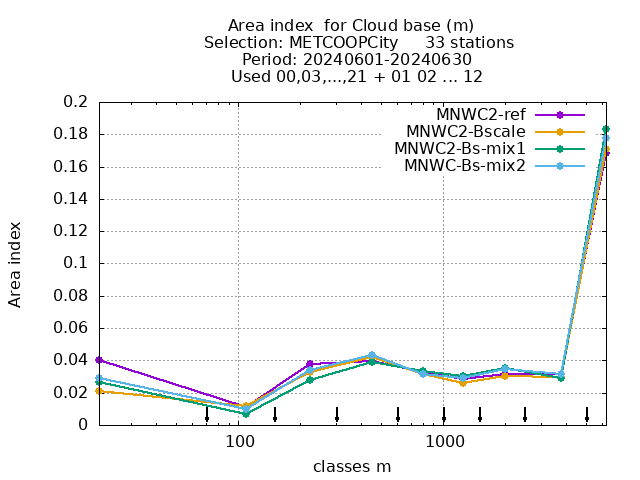 Area index  for Cloud base (m)
Selection: METCOOPCity     33 stations
Period: 20240601-20240630
Used 00,03,...,21 + 01 02 ... 12
MNWC2-ref
MNWC2-Bscale
MNWC2-Bs-mix1
MNWC-Bs-mix2
0.2
0.18
0.16
0.14
0.12
0.1
0.08
0.06
0.04
0.02
0
Area index
100 1000
classes m